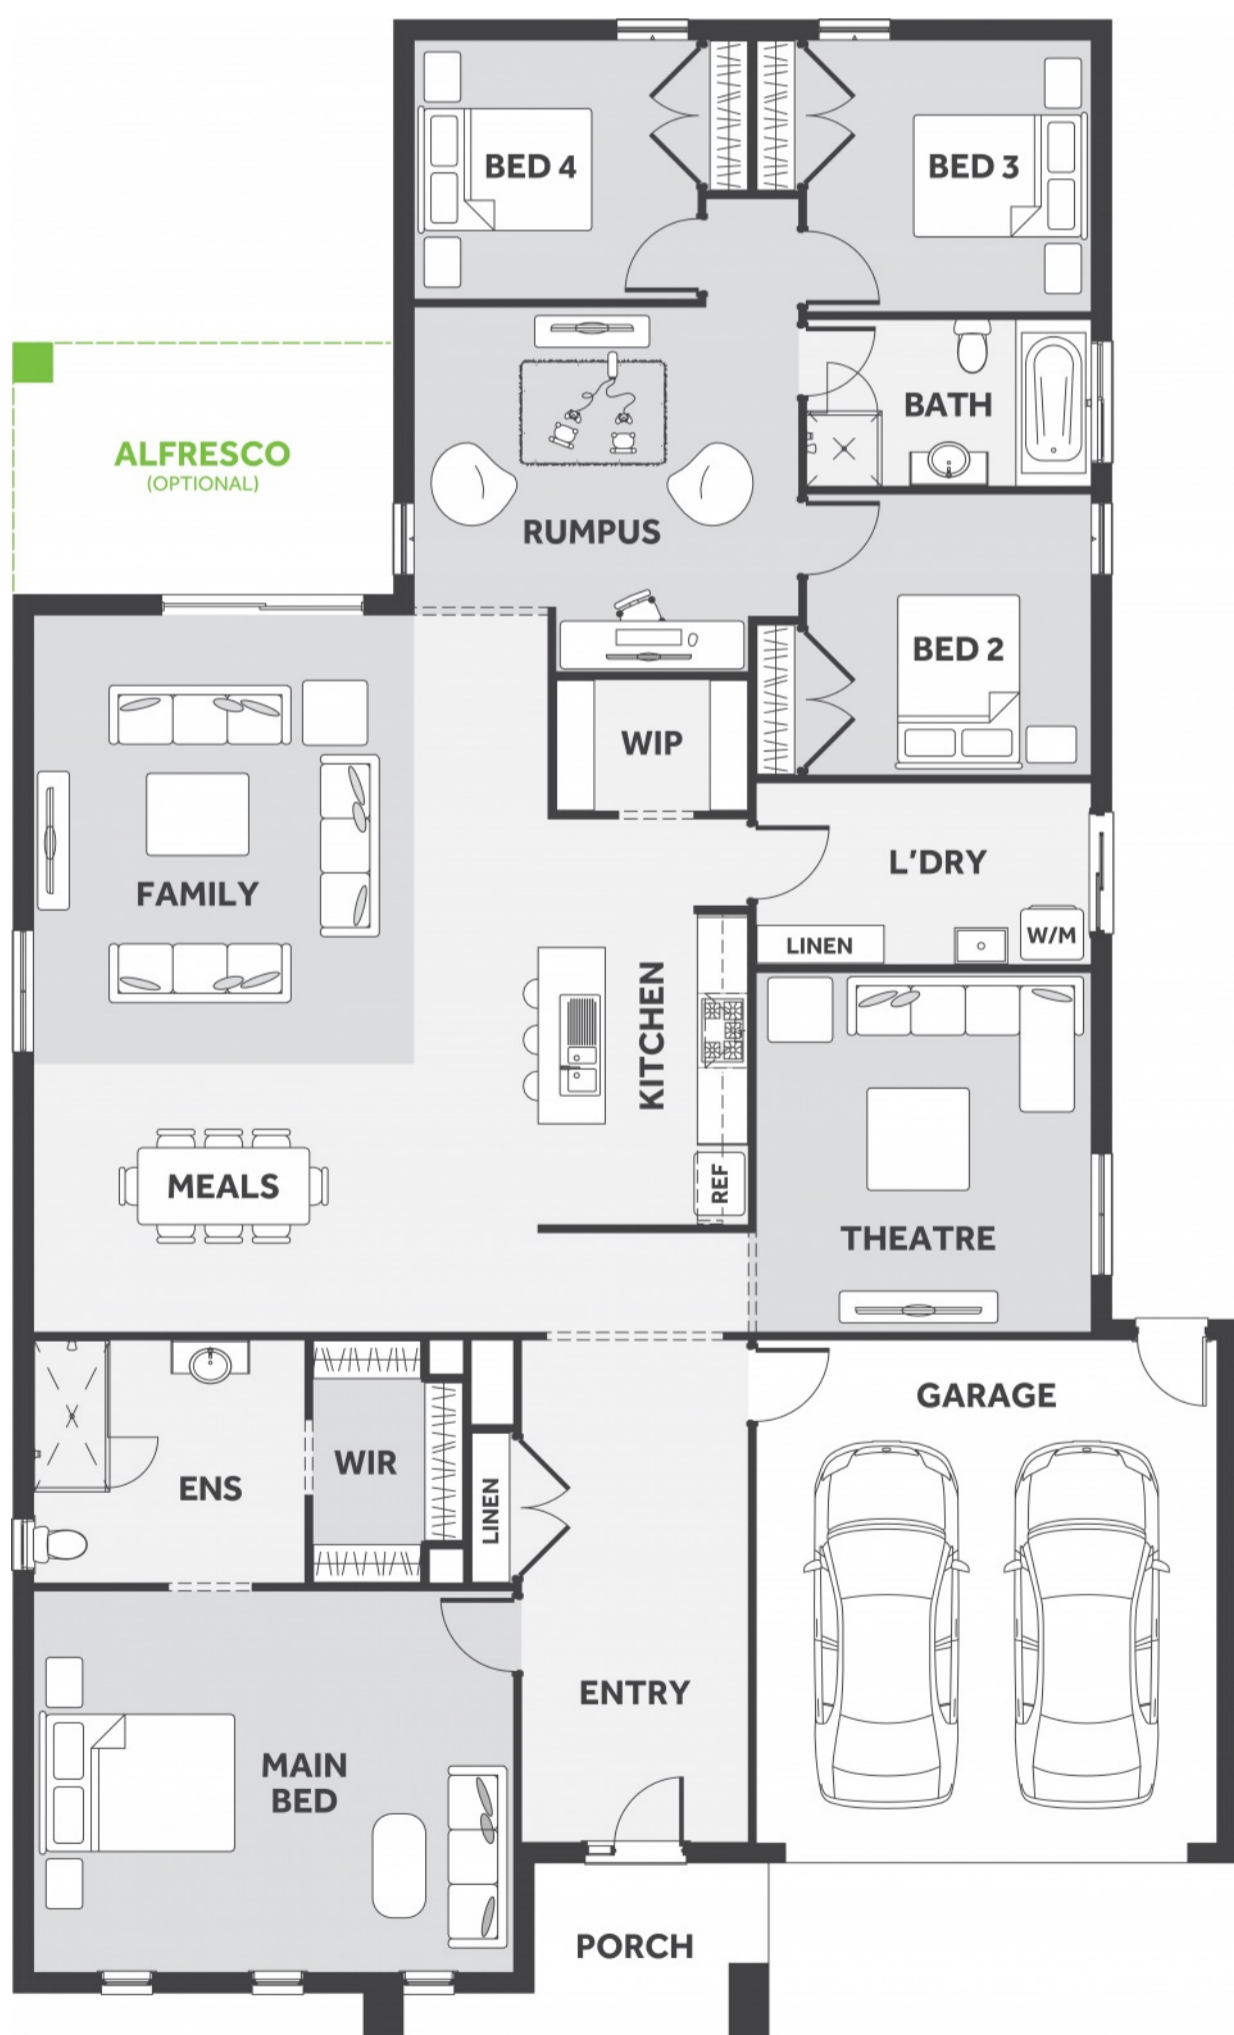 BED 4
BED 3
BATH
ALFRESCO
(OPTIONAL)
RUMPUS
BED 2
WIP
L'DRY
FAMILY
LINEN
W/M
KITCHEN
MEALS
REF
THEATRE
GARAGE
WIR
ENS
LINEN
ENTRY
MAIN
BED
PORCH